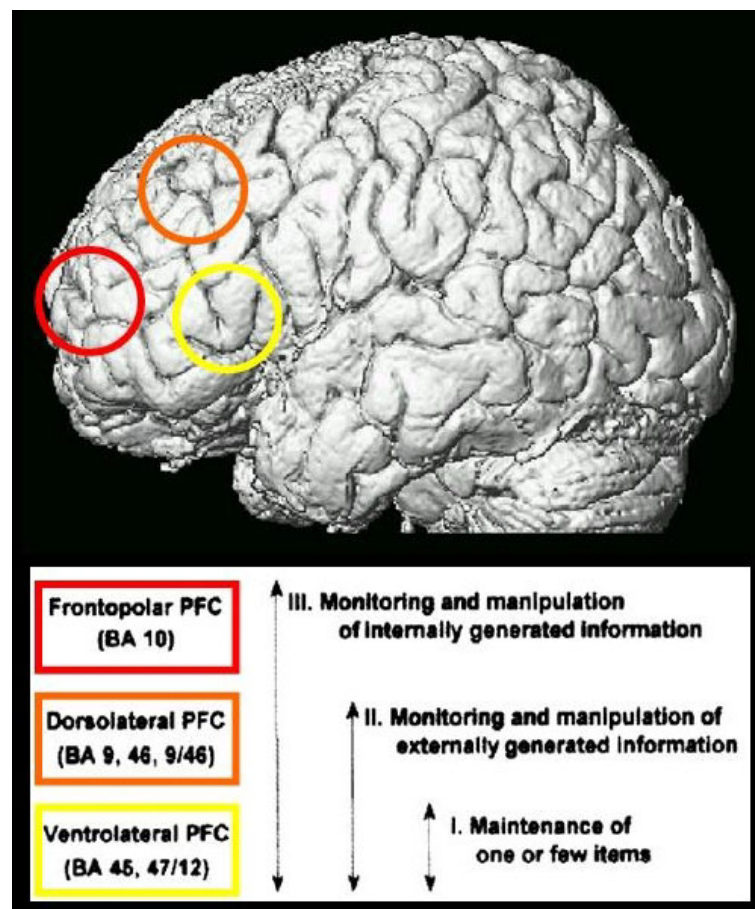 Frontopolar PFC
(BA 10)
III. Monitoring and manipulation
of internally generated information
Dorsolateral PFC
(BA 9, 46, 9/46)
II. Monitoring and manipulation of
externally generated information
Ventrolateral PFC
(BA 45, 47/12)
I. Maintenance of
one or few items